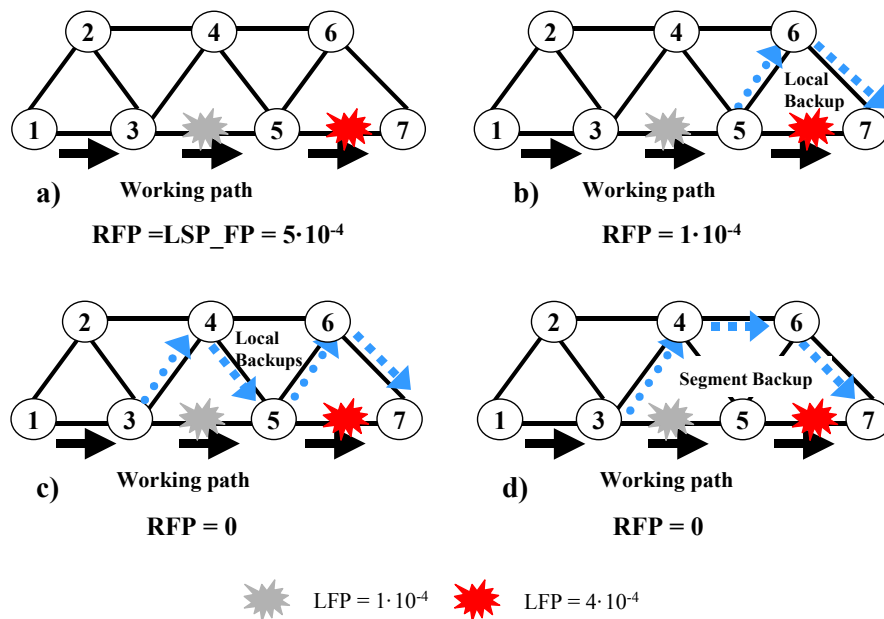 2 4 6
1 3 5 7
Working path
a)
RFP =LSP_FP = 5·10-4
2 4 6
Local
Backup
1 3 5 7
Working path
b)
RFP = 1·10-4
2 4 6
Local
Backups
1 3 5 7
Working path
c)
RFP = 0
2 4 6
Segment Backup
1 3 5 7
Working path
d)
RFP = 0
LFP = 1·10-4
LFP = 4·10-4